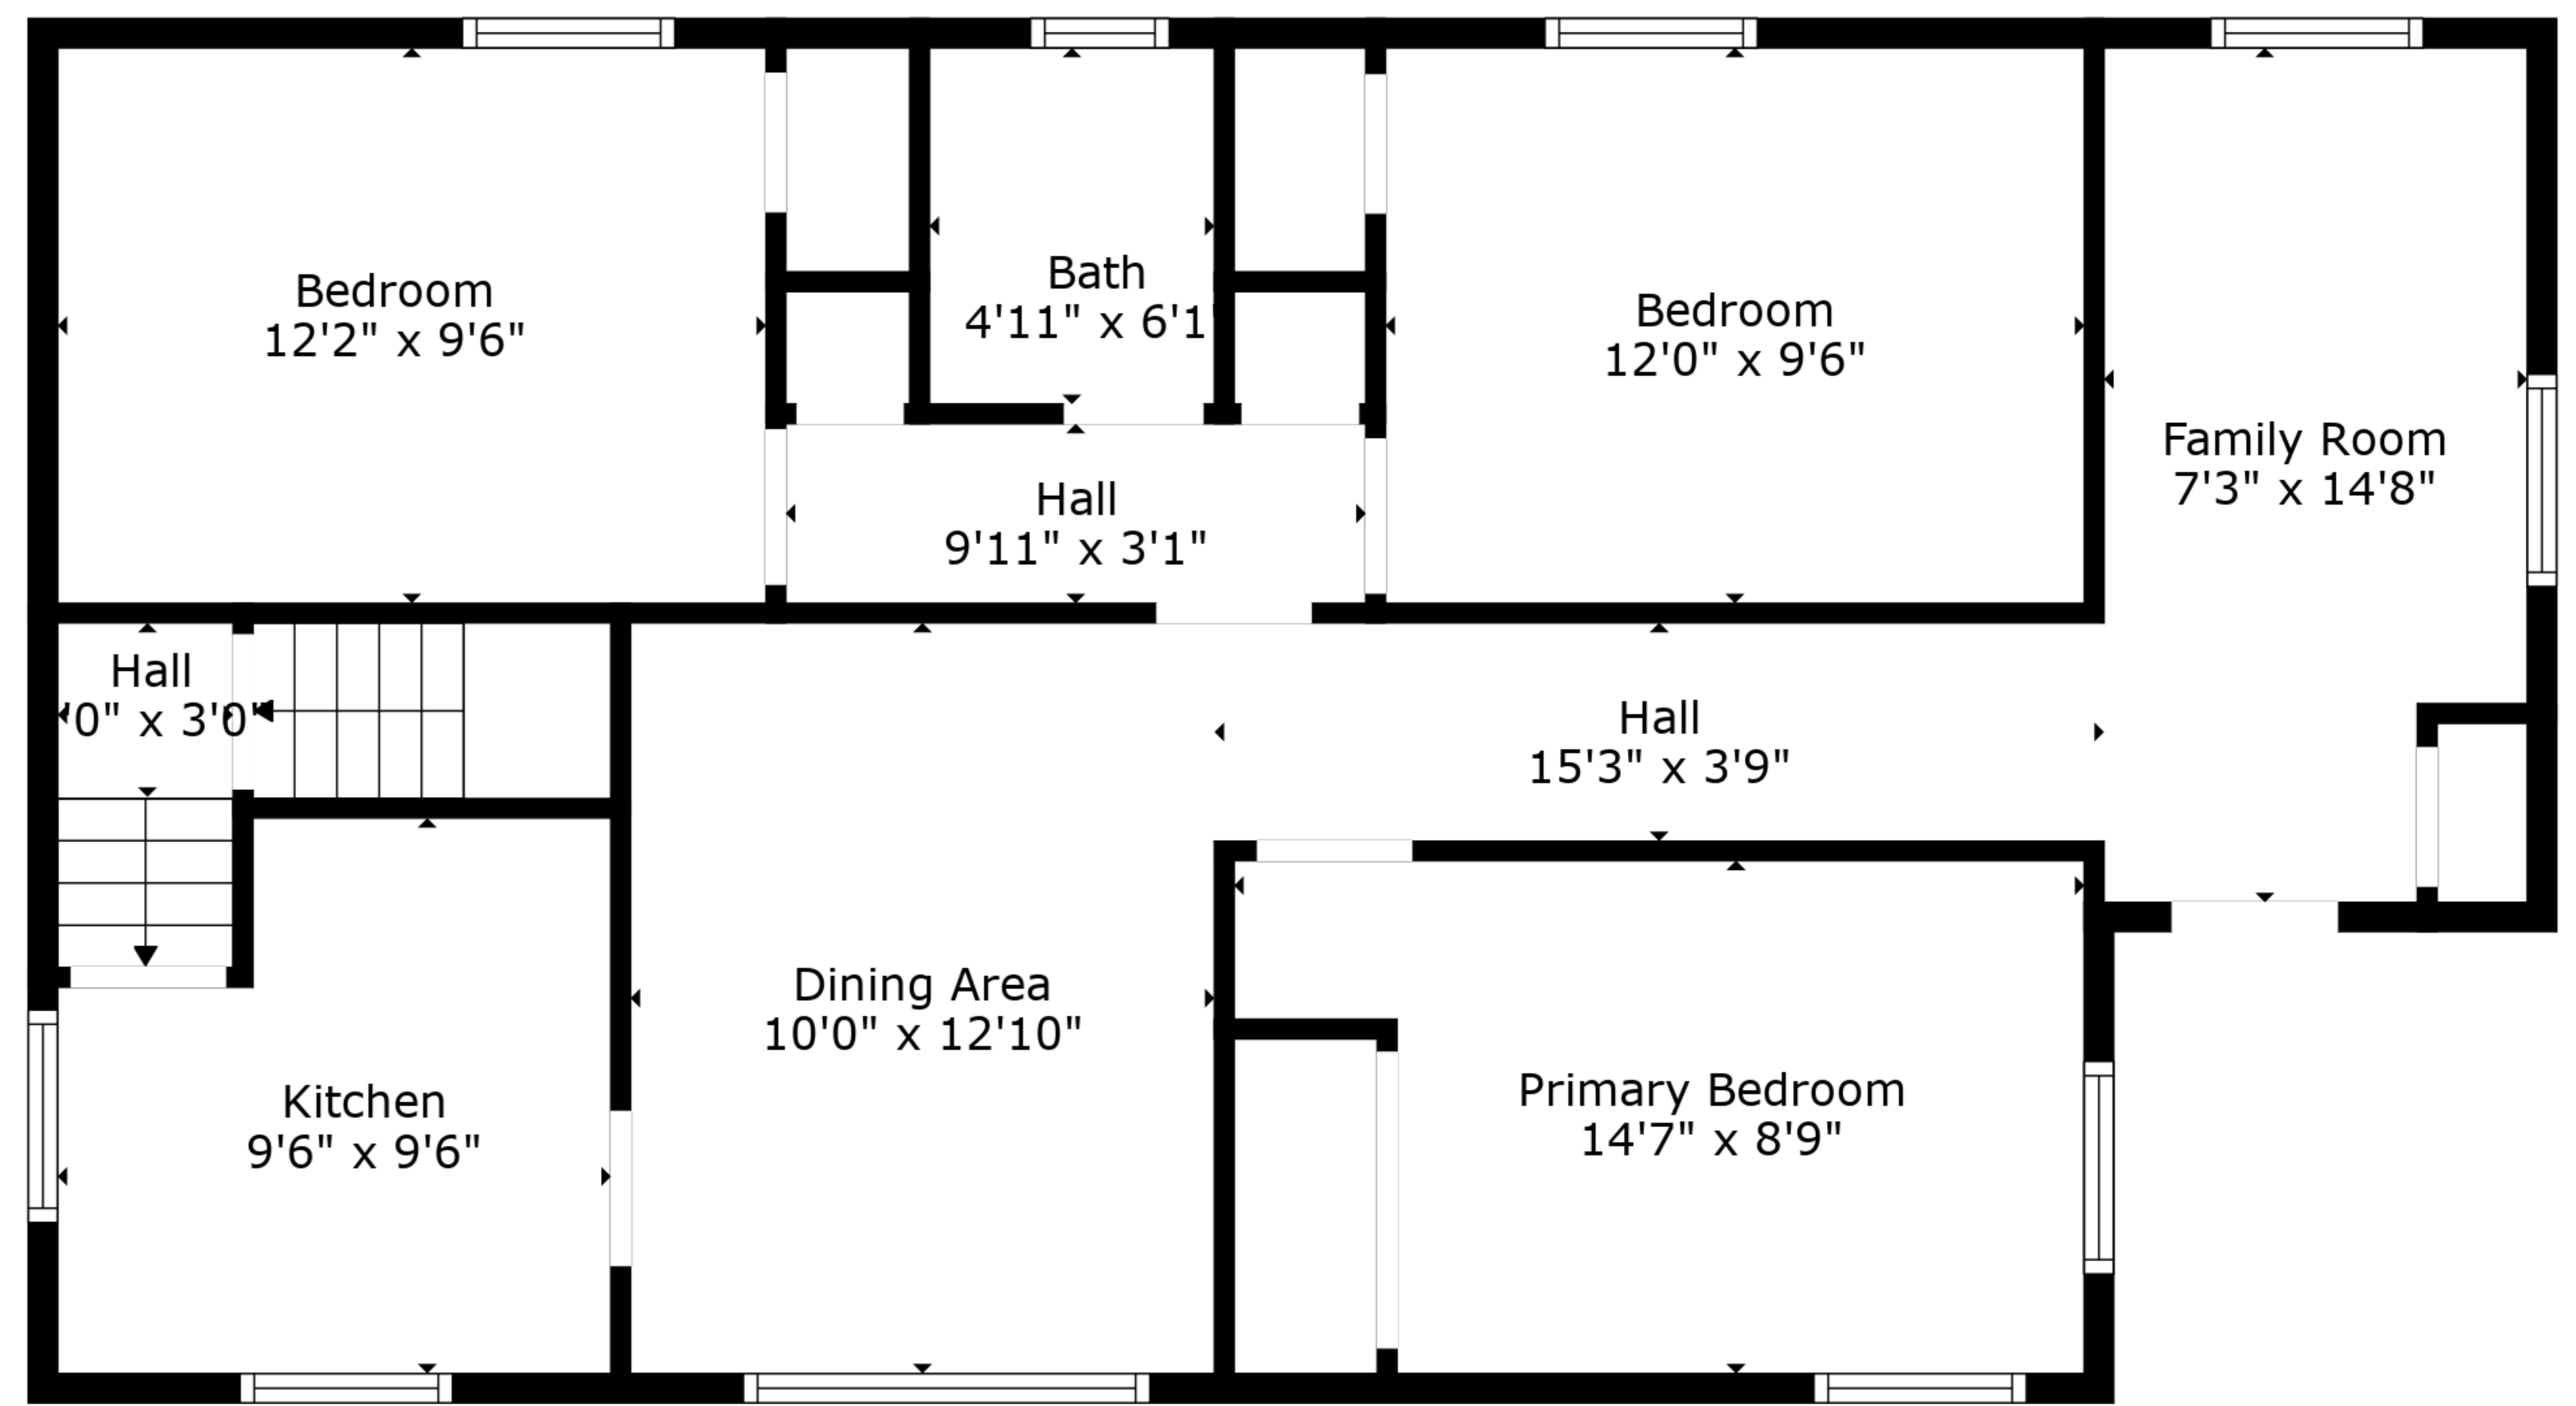 Bedroom
12'2" x 9'6"
Bath
4'11" x 6'1
Bedroom
12'0" x 9'6"
Family Room
7'3" x 14'8"
Hall
9'11" x 3'1"
Hall
'0" x 3'0"
Hall
15'3" x 3'9"
Dining Area
10'0" x 12'10"
Kitchen
9'6" x 9'6"
Primary Bedroom
14'7" x 8'9"